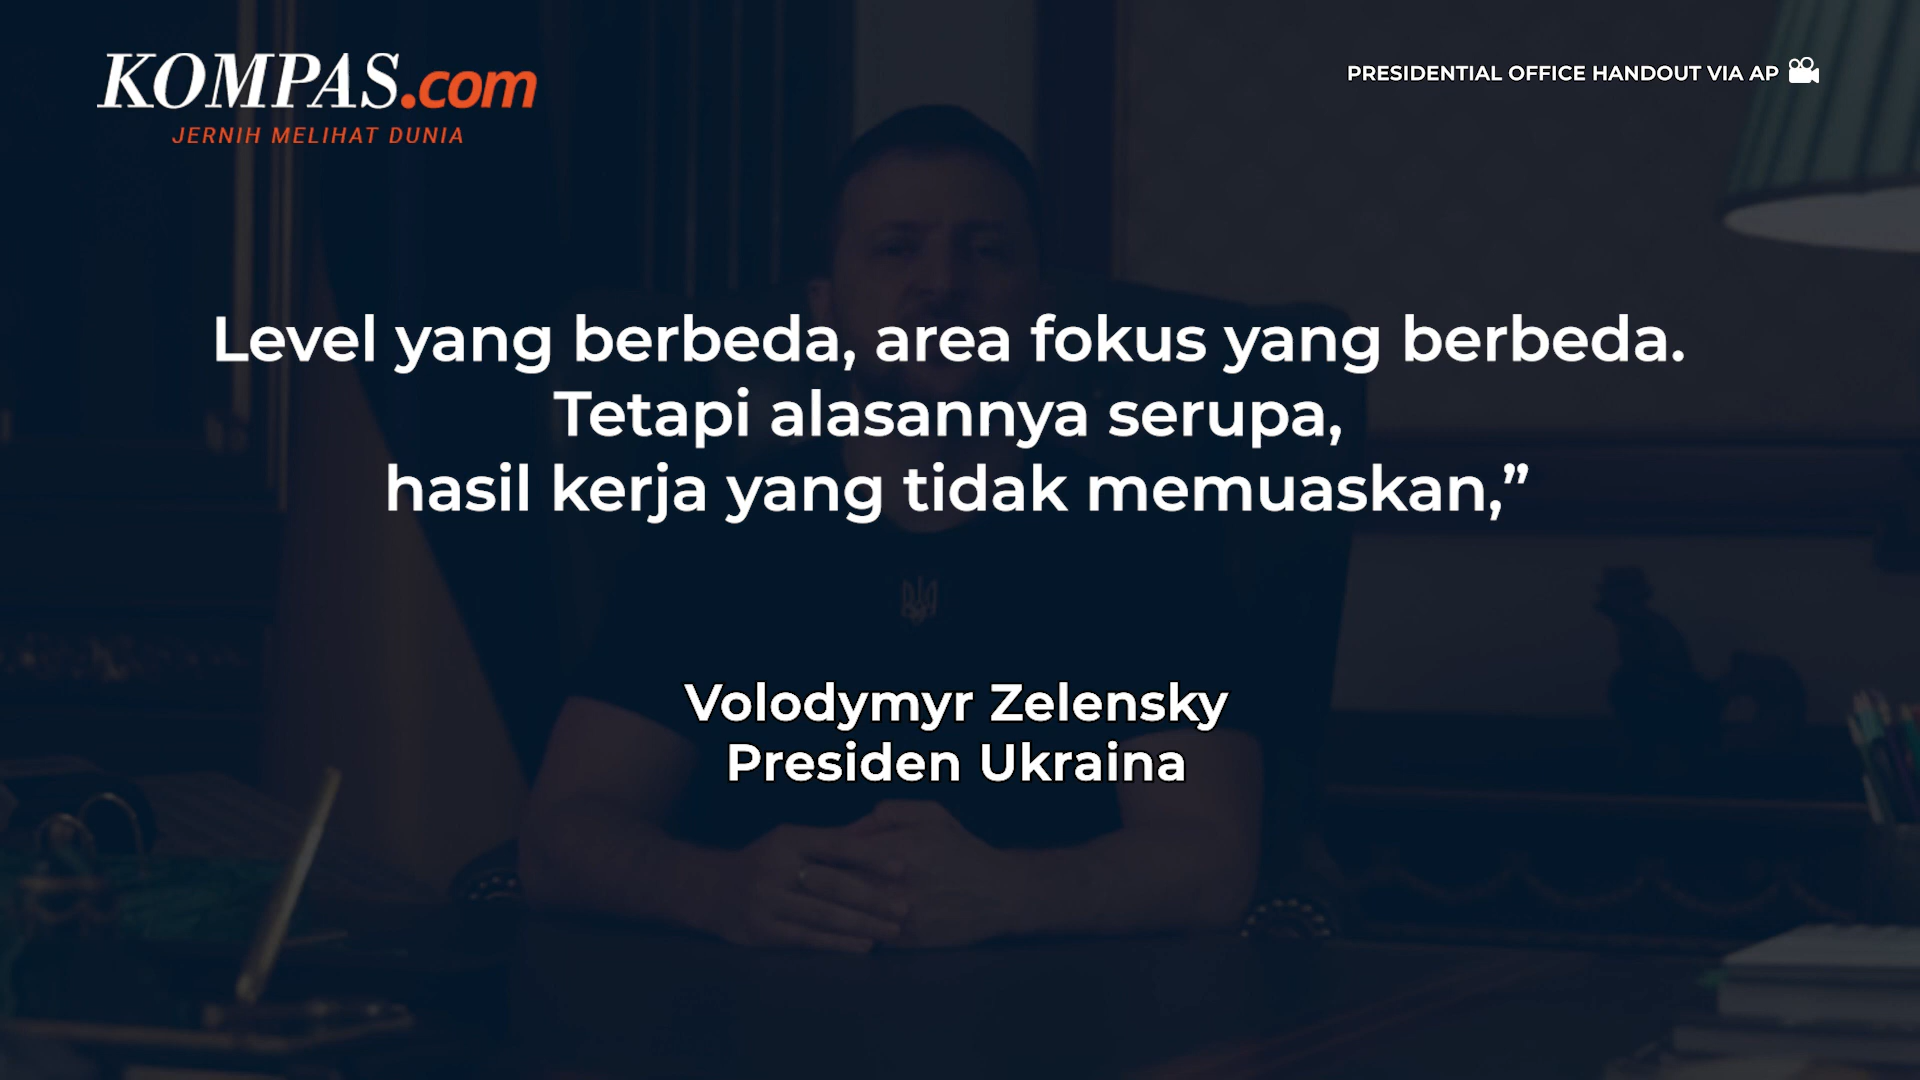 KOMPAS.com
JERNIH MELIHAT DUNIA
PRESIDENTIAL OFFICE HANDOUT VIA AP
Level yang berbeda, area fokus yang berbeda.
Tetapi alasannya serupa,
hasil kerja yang tidak memuaskan,”
Volodymyr Zelensky
Presiden Ukraina